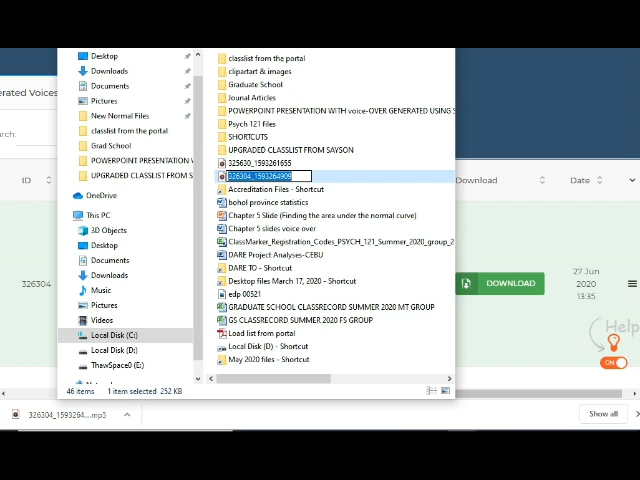 erated Voices
rch:
ID
Download
Date
326304
DOWNLOAD
27 Jun
2020
13:35
Help
ON
Desktop
Downloads
Documents
Pictures
New Normal Files
classlist from the portal
Grad School
POWERPOINT PRESENTATION WI
UPGRADED CLASSLIST FROM S
OneDrive
This PC
3D Objects
Desktop
Documents
Downloads
Music
Pictures
Videos
Local Disk (C:)
Local Disk (D:)
ThawSpace0 (E:)
classlist from the portal
clipartt & images
Graduate School
Jounal Articles
POWERPOINT PRESENTATION WITH voice-OVER GENERATED USING S
Psych 121 files
SHORTCUTS
UPGRADED CLASSLIST FROM SAYSON
325630_1593261655
326304_1593264909
Accreditation Files - Shortcut
bohol province statistics
Chapter 5 Slide (Finding the area under the normal curve)
Chapter 5 slides voice over
ClassMarker_Registration_Codes_PSYCH_121_Summer_2020_group_2
DARE Project Analyses-CEBU
DARE TO - Shortcut
Desktop files March 17, 2020 - Shortcut
edp 00521
GRADUATE SCHOOL CLASSRECORD SUMMER 2020 MT GROUP
GS CLASSRECORD SUMMER 2020 FS GROUP
Load list from portal
Local Disk (D) - Shortcut
May 2020 files - Shortcut
46 items
1 item selected 252 KB
326304_1593264....mp3
Show all